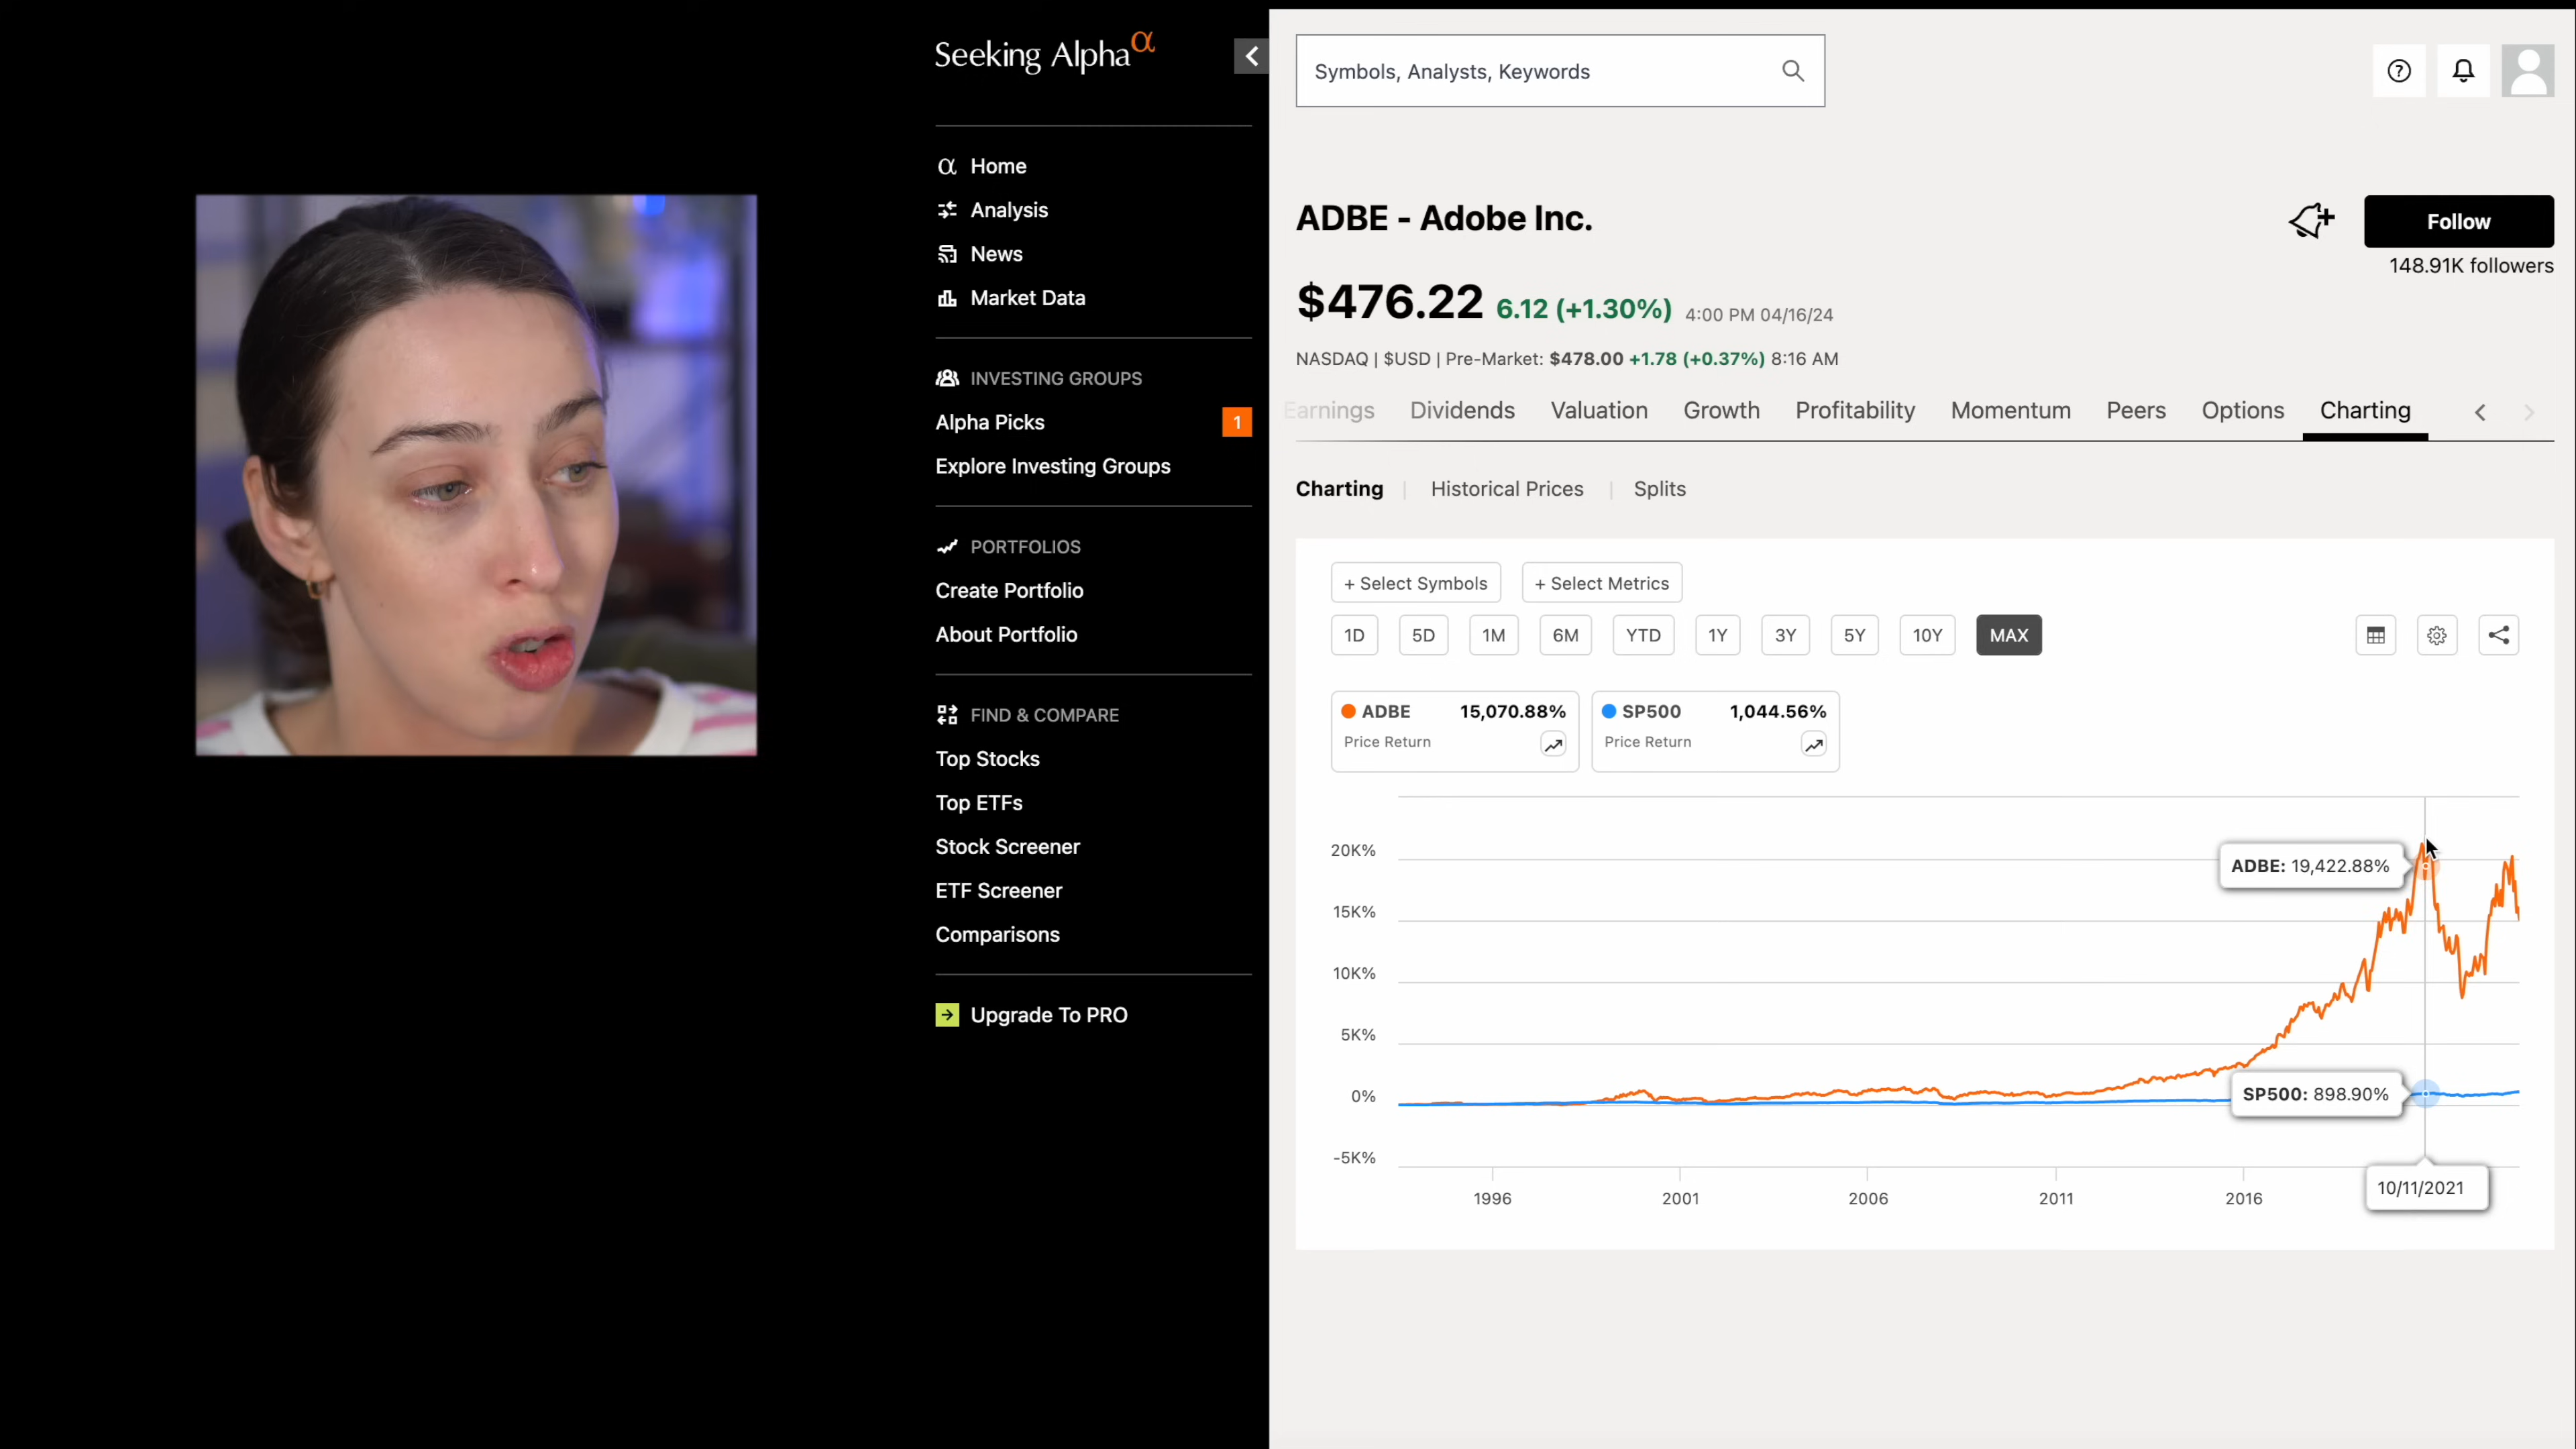 Seeking Alpha α
Home
Analysis
News
Market Data
INVESTING GROUPS
Alpha Picks 1
Explore Investing Groups
PORTFOLIOS
Create Portfolio
About Portfolio
FIND & COMPARE
Top Stocks
Top ETFs
Stock Screener
ETF Screener
Comparisons
Upgrade To PRO
Symbols, Analysts, Keywords
ADBE - Adobe Inc.
Follow
148.91K followers
$476.22 6.12 (+1.30%) 4:00 PM 04/16/24
NASDAQ | $USD | Pre-Market: $478.00 +1.78 (+0.37%) 8:16 AM
Earnings Dividends Valuation Growth Profitability Momentum Peers Options Charting
Charting | Historical Prices | Splits
+ Select Symbols + Select Metrics
1D 5D 1M 6M YTD 1Y 3Y 5Y 10Y MAX
ADBE 15,070.88% SP500 1,044.56%
Price Return Price Return
20K%
ADBE: 19,422.88%
15K%
10K%
5K%
0%
SP500: 898.90%
-5K%
10/11/2021
1996 2001 2006 2011 2016